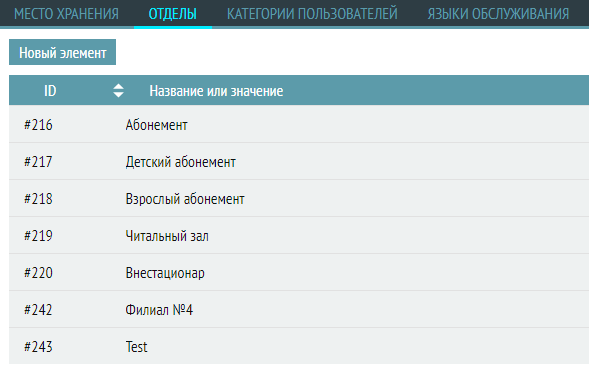 МЕСТО ХРАНЕНИЯ ОТДЕЛЫ КАТЕГОРИИ ПОЛЬЗОВАТЕЛЕЙ ЯЗЫКИ ОБСЛУЖИВАНИЯ
Новый элемент
ID Название или значение
#216 Абонемент
#217 Детский абонемент
#218 Взрослый абонемент
#219 Читальный зал
#220 Внестационар
#242 Филиал №4
#243 Test